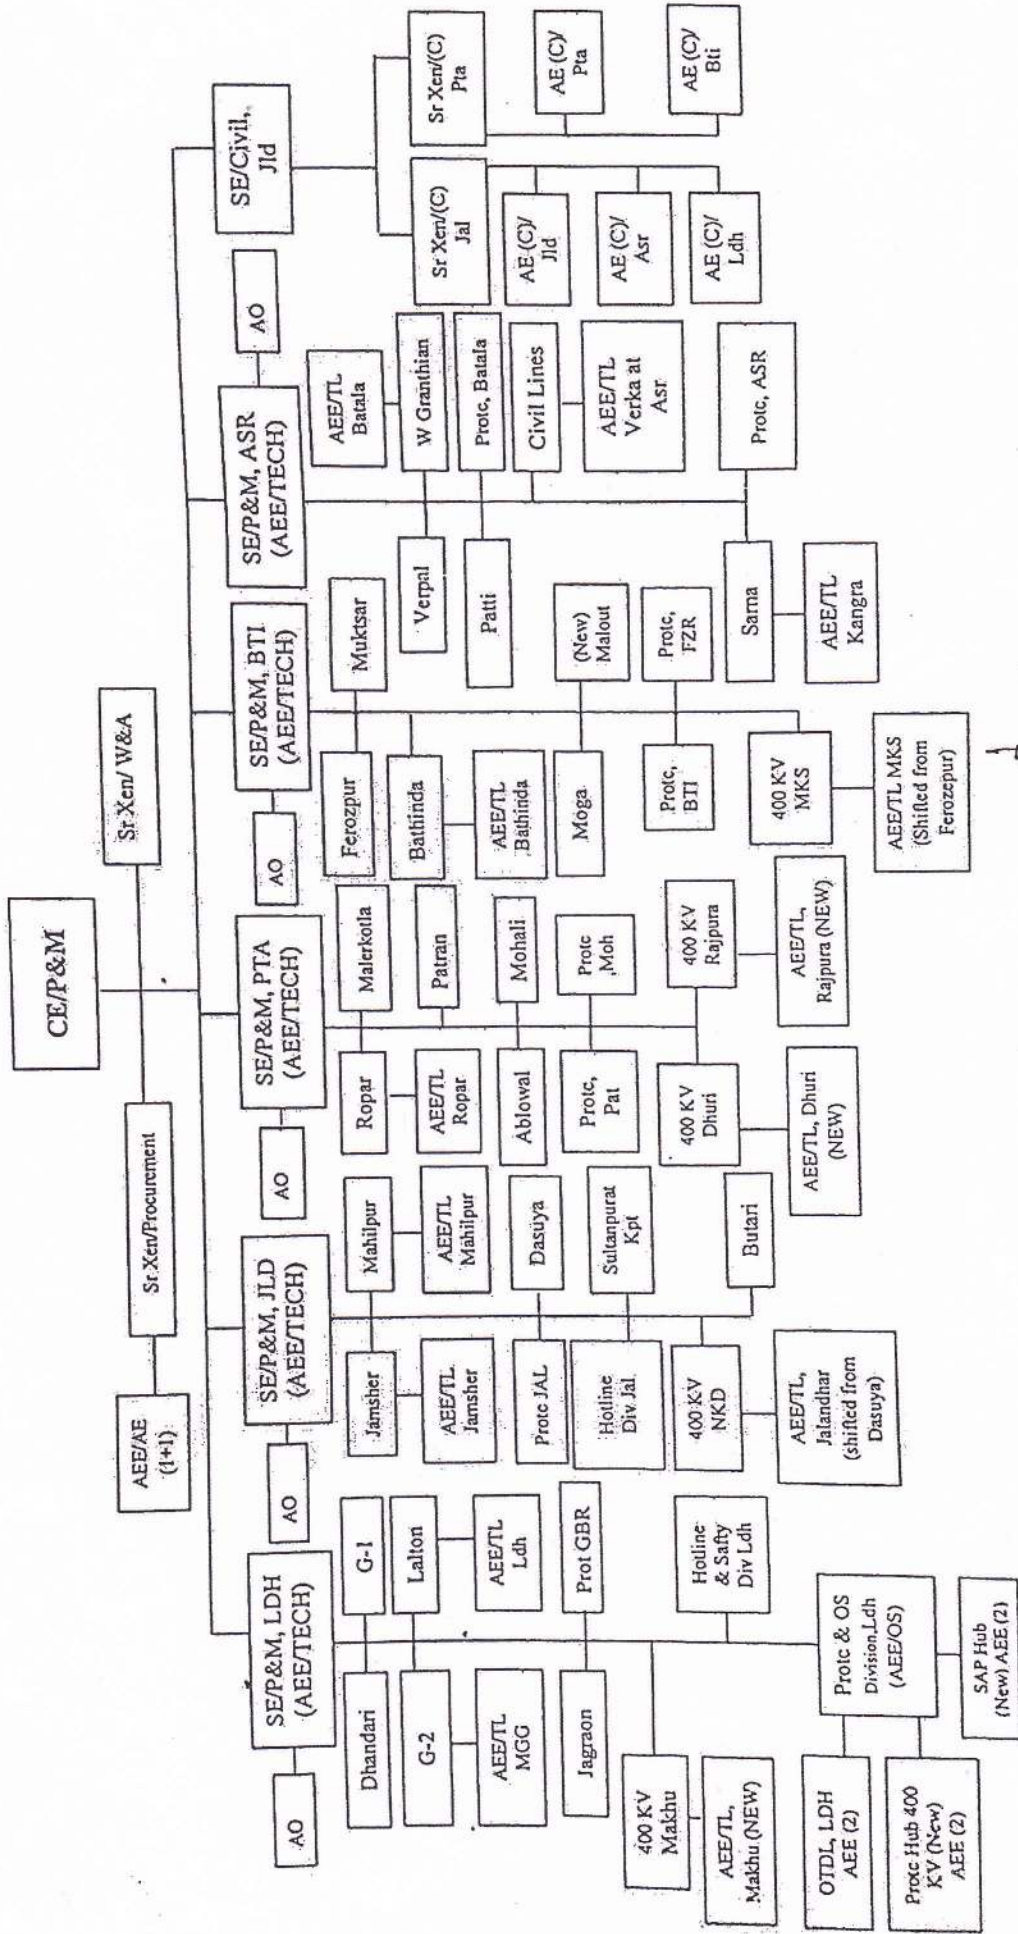 CE/P&M
Sr Xen/Procurement
Sr Xen/ W&A
AEE/AE
(1+1)
SE/P&M, LDH
(AEE/TECH)
AO
SE/P&M, JLD
(AEE/TECH)
AO
SE/P&M, PTA
(AEE/TECH)
AO
SE/P&M, BTI
(AEE/TECH)
AO
SE/P&M, ASR
(AEE/TECH)
AO
SE/Civil,
Jld
Dhandari
G-1
G-2
Lalton
AEE/TL
MGG
AEE/TL
Ldh
Jagraon
Prot GBR
400 KV
Makhu
AEE/TL,
Makhu (NEW)
Hotline
& Safty
Div Ldh
Protc & OS
Division,Ldh
(AEE/OS)
OTDL, LDH
AEE (2)
Protc Hub 400
KV (New)
AEE (2)
SAP Hub
(New) AEE (2)
Jamsher
Mahilpur
AEE/TL
Jamsher
AEE/TL
Mahilpur
Protc JAL
Dasuya
Hotline
Div Jal
Sultanpurat
Kpt
400 KV
NKD
Butari
AEE/TL,
Jalandhar
(shifted from
Dasuya)
Ropar
Malerkotla
AEE/TL
Ropar
Patran
Ablowal
Mohali
Protc,
Pat
Protc
,Moh
400 KV
Dhuri
400 KV
Rajpura
AEE/TL, Dhuri
(NEW)
AEE/TL,
Rajpura (NEW)
Ferozpur
Muktsar
Bathinda
AEE/TL
Bathinda
Moga
(New)
Malout
Protc,
BTI
Protc,
FZR
400 KV
MKS
AEE/TL MKS
(Shifted from
Ferozepur)
AEE/TL
Batala
Verpal
W Granthian
Patti
Protc, Batala
Civil Lines
AEE/TL
Verka at
Asr
Sarna
Protc, ASR
AEE/TL
Kangra
Sr Xen/(C)
Jal
Sr Xen/(C)
Pta
AE (C)/
Jld
AE (C)/
Asr
AE (C)/
Ldh
AE (C)/
Pta
AE (C)/
Bti